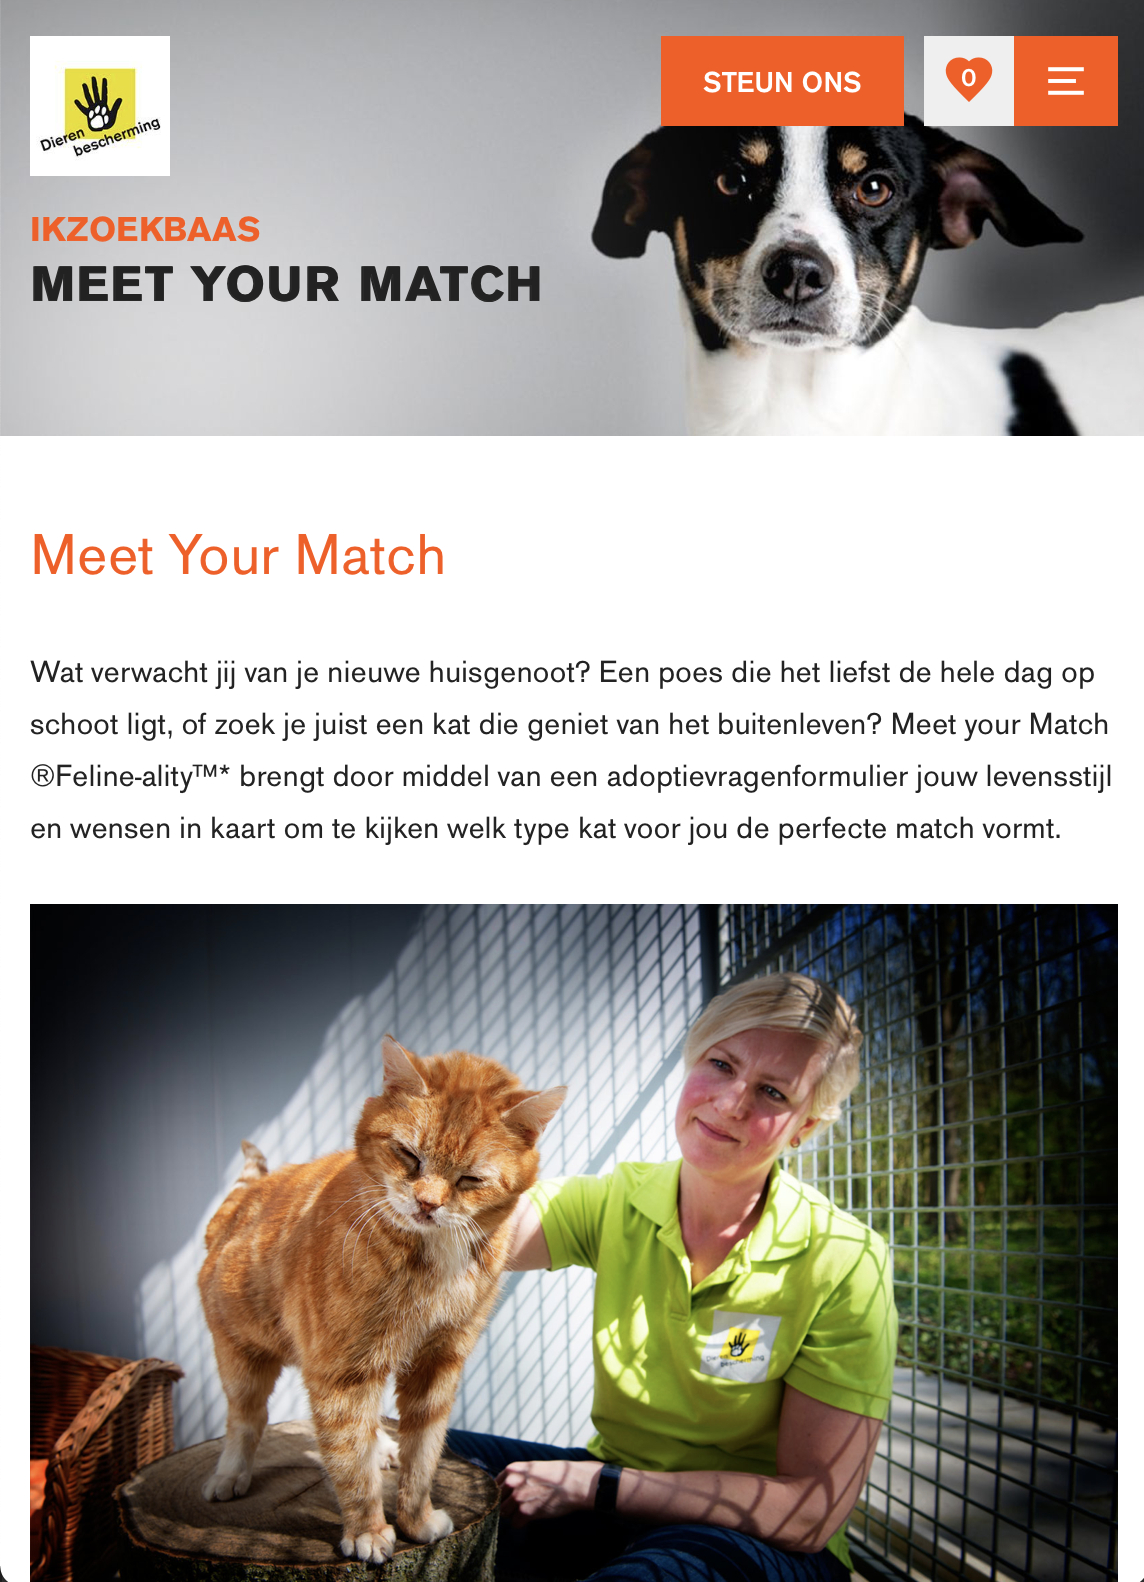 Dieren
bescherming
STEUN ONS
0
IKZOEKBAAS
MEET YOUR MATCH
Meet Your Match
Wat verwacht jij van je nieuwe huisgenoot? Een poes die het liefst de hele dag op
schoot ligt, of zoek je juist een kat die geniet van het buitenleven? Meet your Match
®Feline-ality™* brengt door middel van een adoptievragenformulier jouw levensstijl
en wensen in kaart om te kijken welk type kat voor jou de perfecte match vormt.
Dieren
bescherming